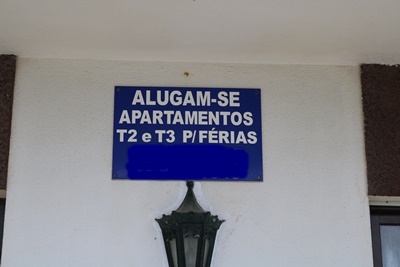 ALUGAM-SE
APARTAMENTOS
T2 e T3 P/FÉRIAS